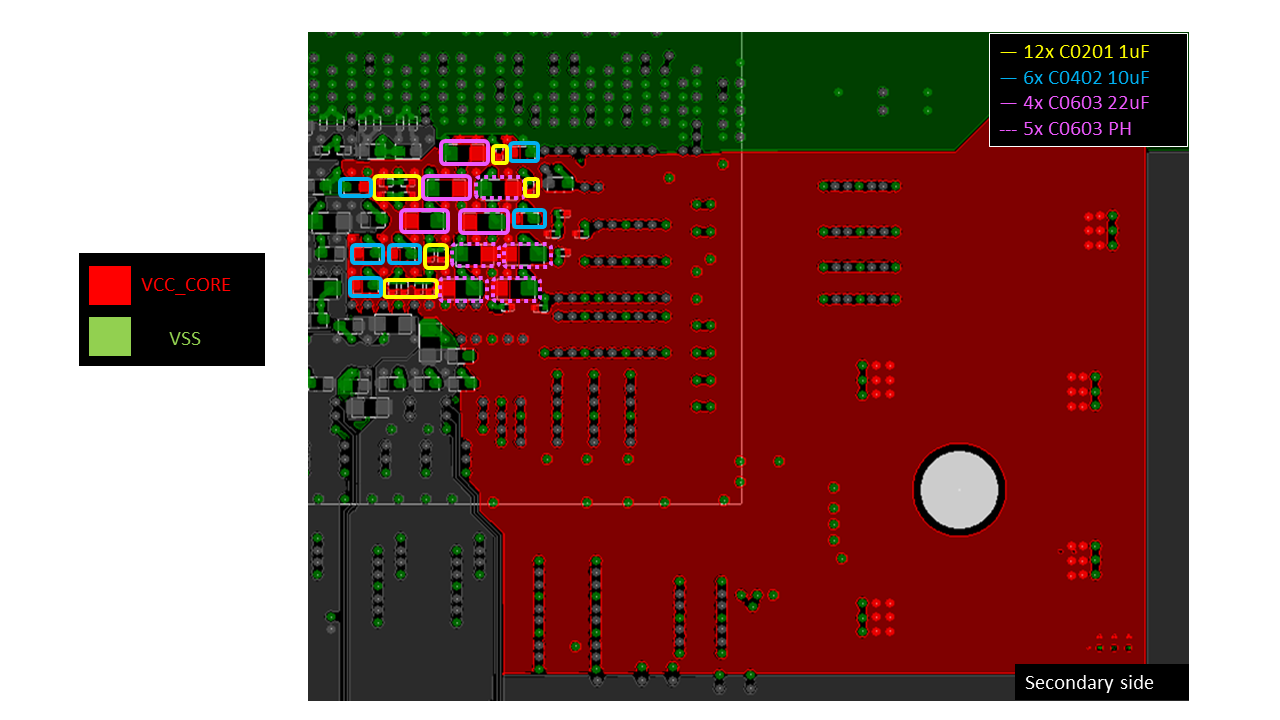 — 12x C0201 1uF
— 6x C0402 10uF
— 4x C0603 22uF
--- 5x C0603 PH
VCC_CORE
VSS
Secondary side